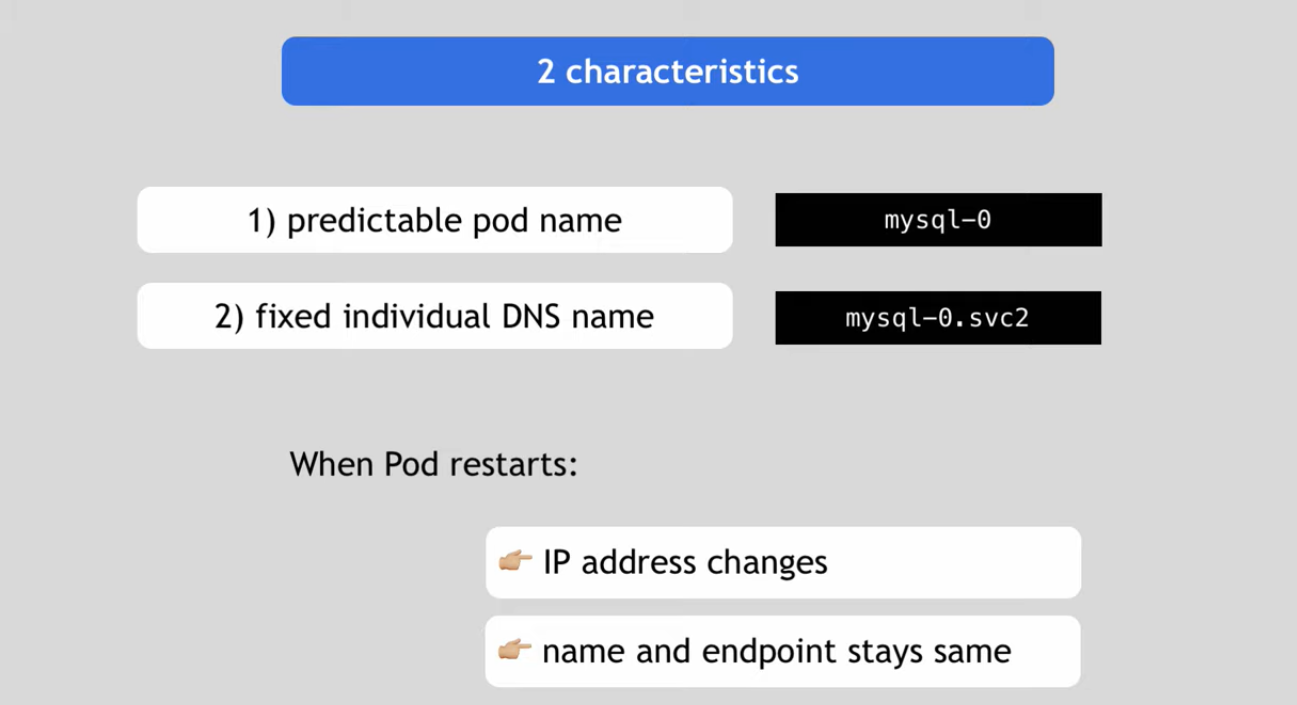 2 characteristics
1) predictable pod name
mysql-0
2) fixed individual DNS name
mysql-0.svc2
When Pod restarts:
👉🏼 IP address changes
👉🏼 name and endpoint stays same